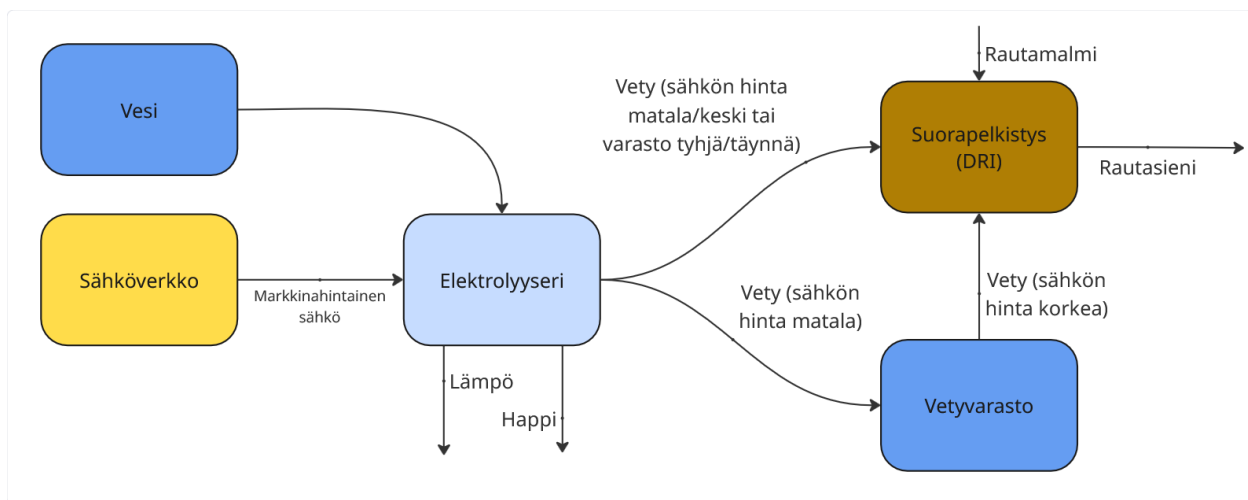 Vesi
Sähköverkko
Markkinahintainen
sähkö
Elektrolyyseri
Lämpö
Happi
Vety (sähkön hinta
matala/keski tai
varasto tyhjä/täynnä)
Vety (sähkön
hinta matala)
Rautamalmi
Suorapelkistys
(DRI)
Rautasieni
Vety (sähkön
hinta korkea)
Vetyvarasto